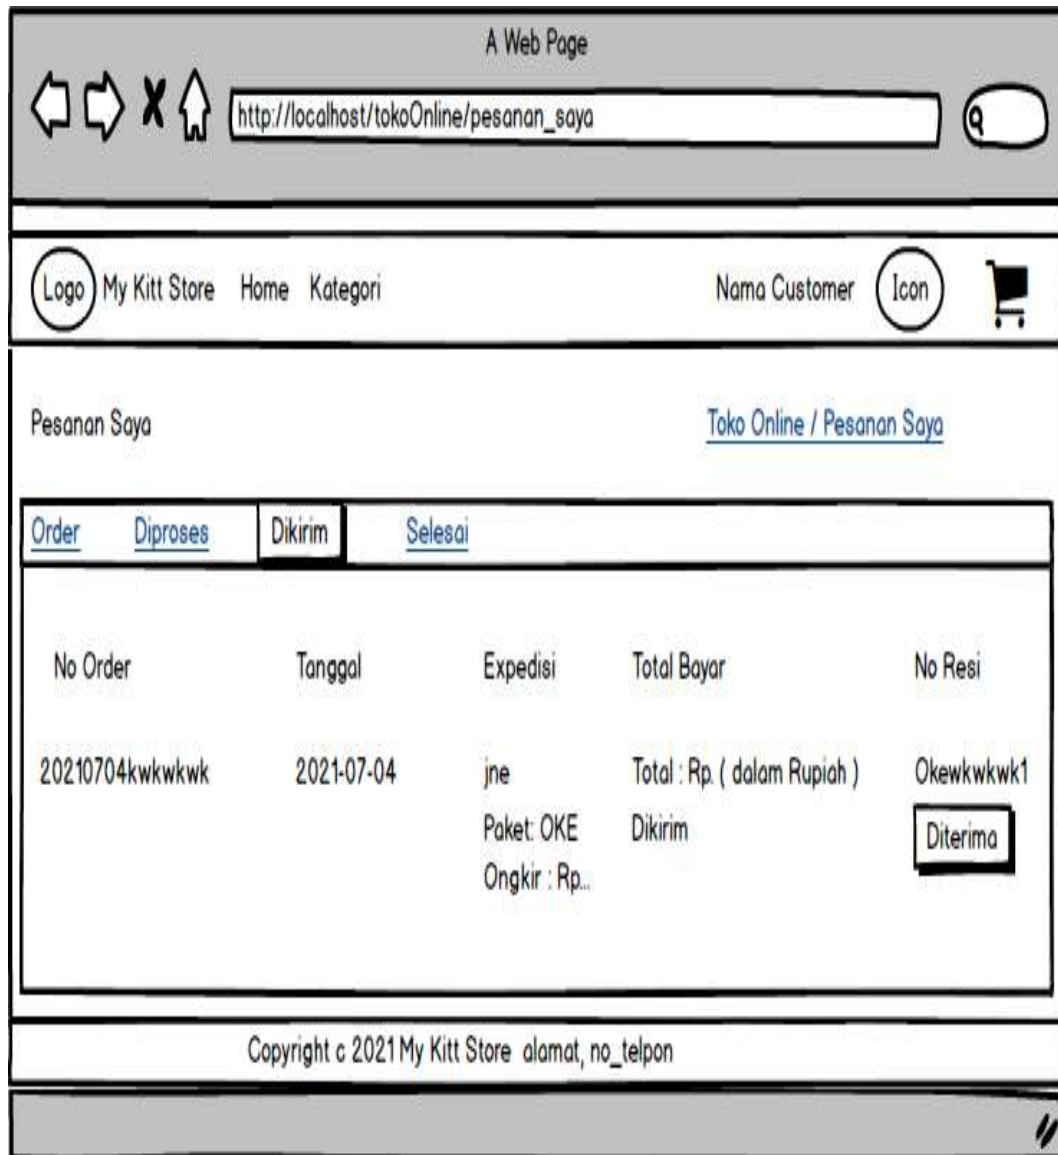 A Web Page
http://localhost/tokoOnline/pesanan_saya
Logo My Kitt Store Home Kategori Nama Customer Icon
Pesanan Saya Toko Online / Pesanan Saya
Order Diproses Dikirim Selesai
No Order Tanggal Expedisi Total Bayar No Resi
20210704kwkwkwk 2021-07-04 jne Total : Rp. ( dalam Rupiah ) Okewkwkwk1
Paket: OKE Dikirim Diterima
Ongkir : Rp...
Copyright c 2021 My Kitt Store alamat, no_telpon